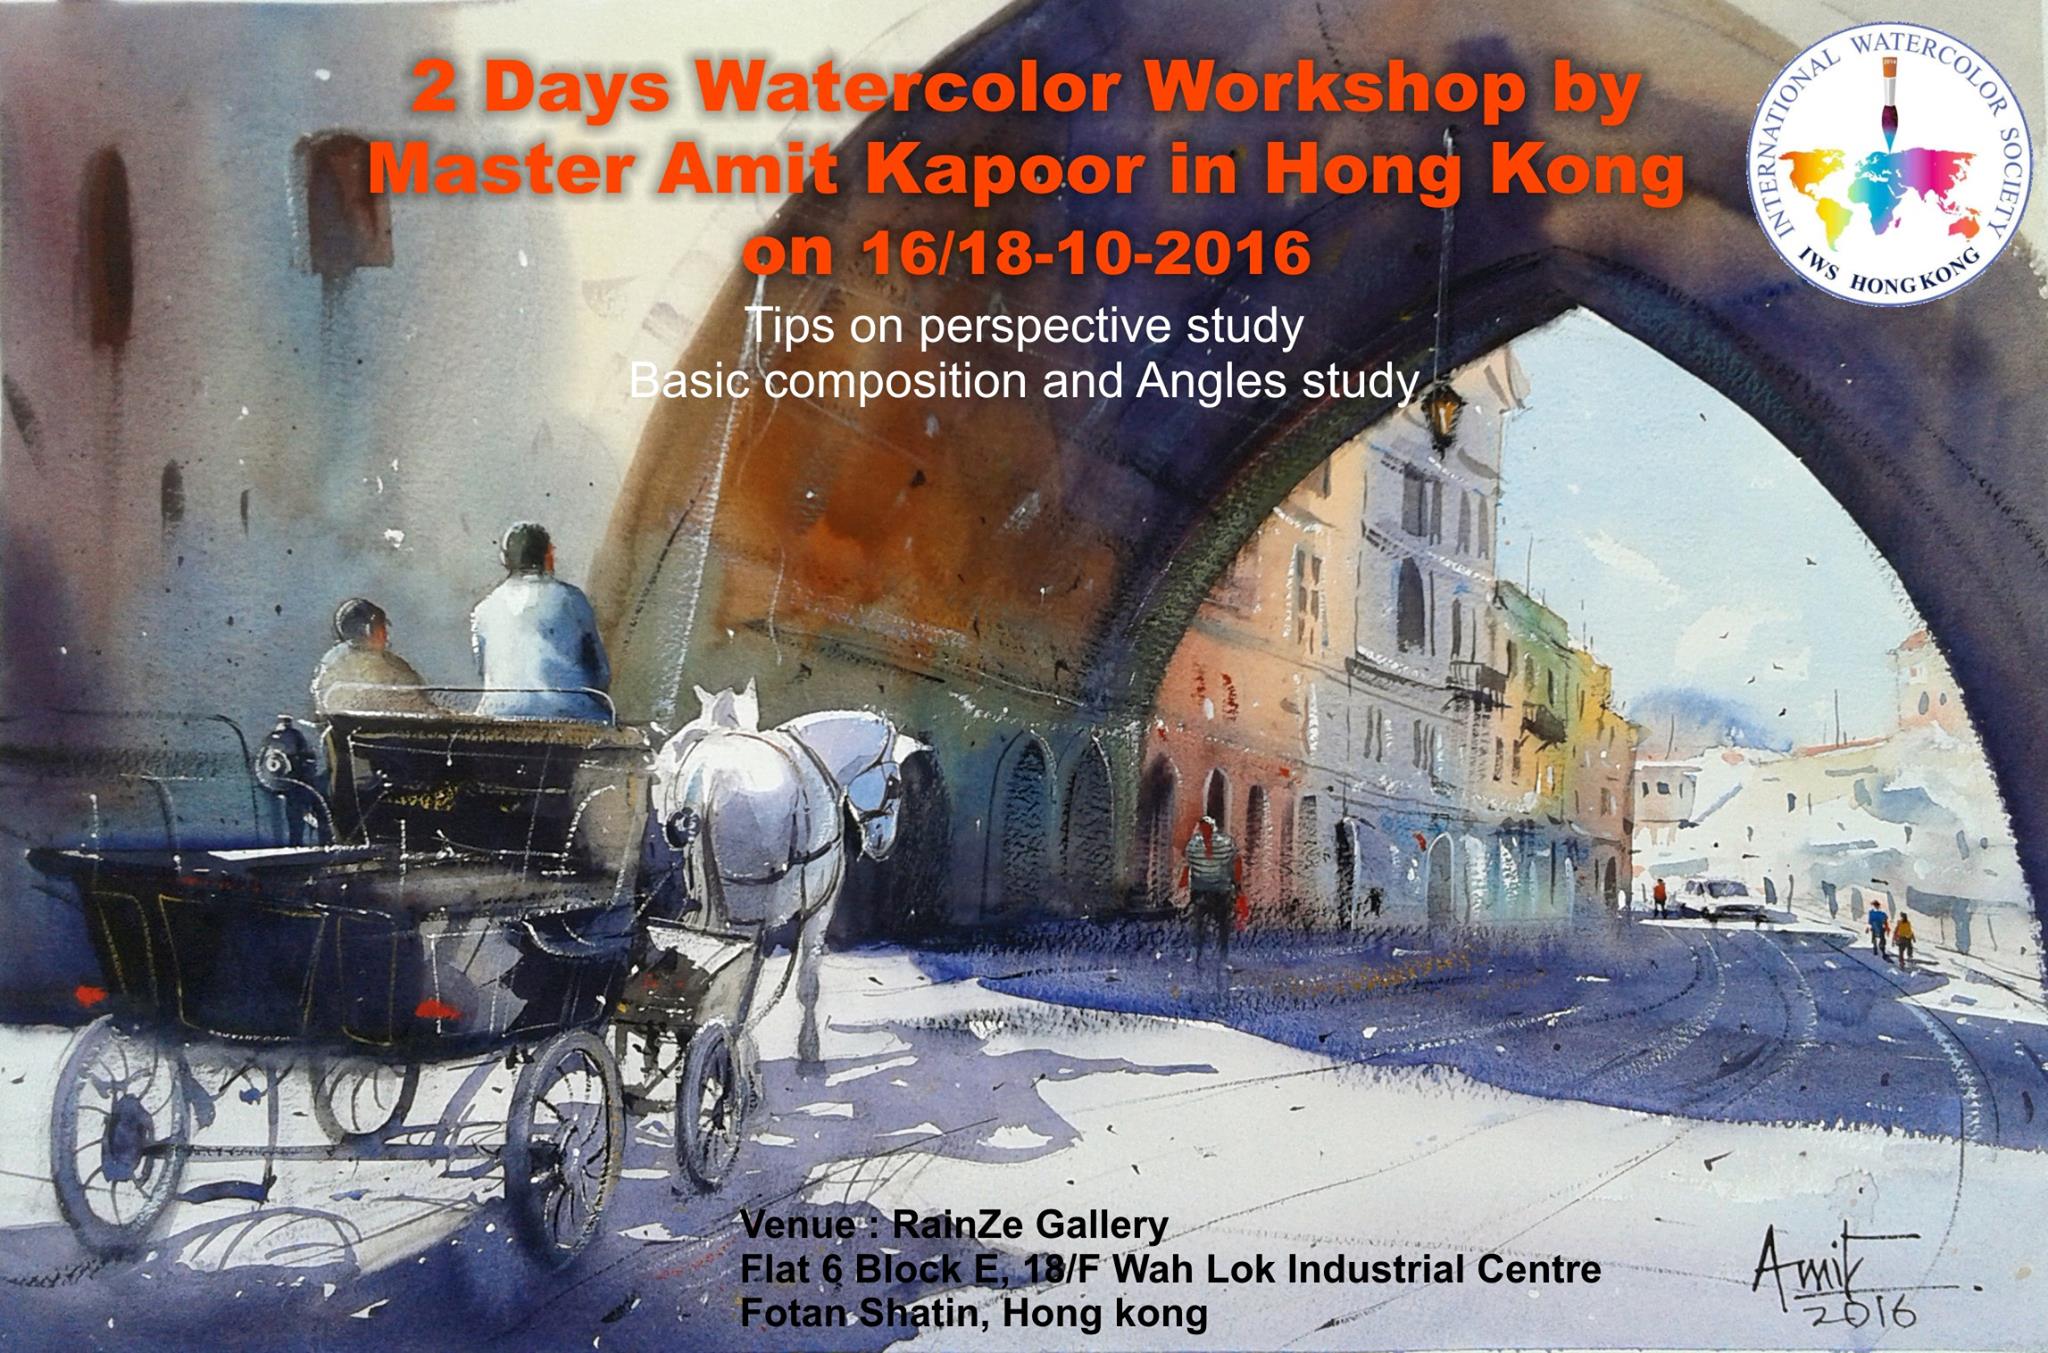 2 Days Watercolor Workshop by
Master Amit Kapoor in Hong Kong
on 16/18-10-2016
Tips on perspective study
Basic composition and Angles study
INTERNATIONAL WATERCOLOR SOCIETY
IWS HONG KONG
Venue : RainZe Gallery
Flat 6 Block E, 18/F Wah Lok Industrial Centre
Fotan Shatin, Hong kong
Amit
2016